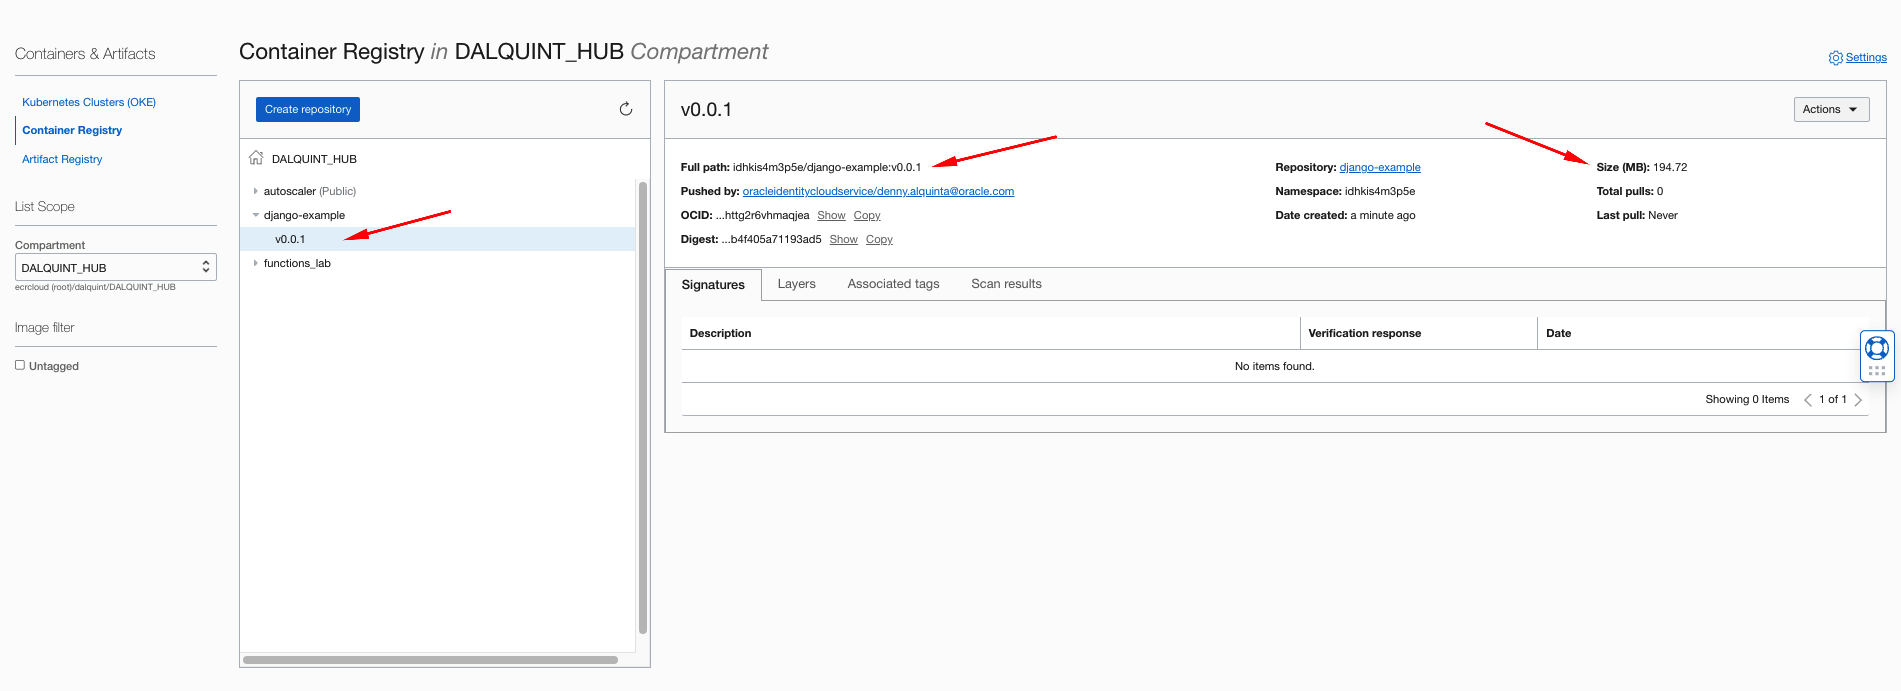 Containers & Artifacts
Kubernetes Clusters (OKE)
Container Registry
Artifact Registry
List Scope
Compartment
DALQUINT_HUB
ecrcloud (root)/dalquint/DALQUINT_HUB
Image filter
Untagged
Container Registry in DALQUINT_HUB Compartment
Settings
Create repository
DALQUINT_HUB
autoscaler (Public)
django-example
v0.0.1
functions_lab
v0.0.1
Actions
Full path: idhkis4m3p5e/django-example:v0.0.1
Pushed by: oracleidentitycloudservice/denny.alquinta@oracle.com
OCID: ...httg2r6vhmaqjea Show Copy
Digest: ...b4f405a71193ad5 Show Copy
Repository: django-example
Namespace: idhkis4m3p5e
Date created: a minute ago
Size (MB): 194.72
Total pulls: 0
Last pull: Never
Signatures Layers Associated tags Scan results
Description Verification response Date
No items found.
Showing 0 Items 1 of 1